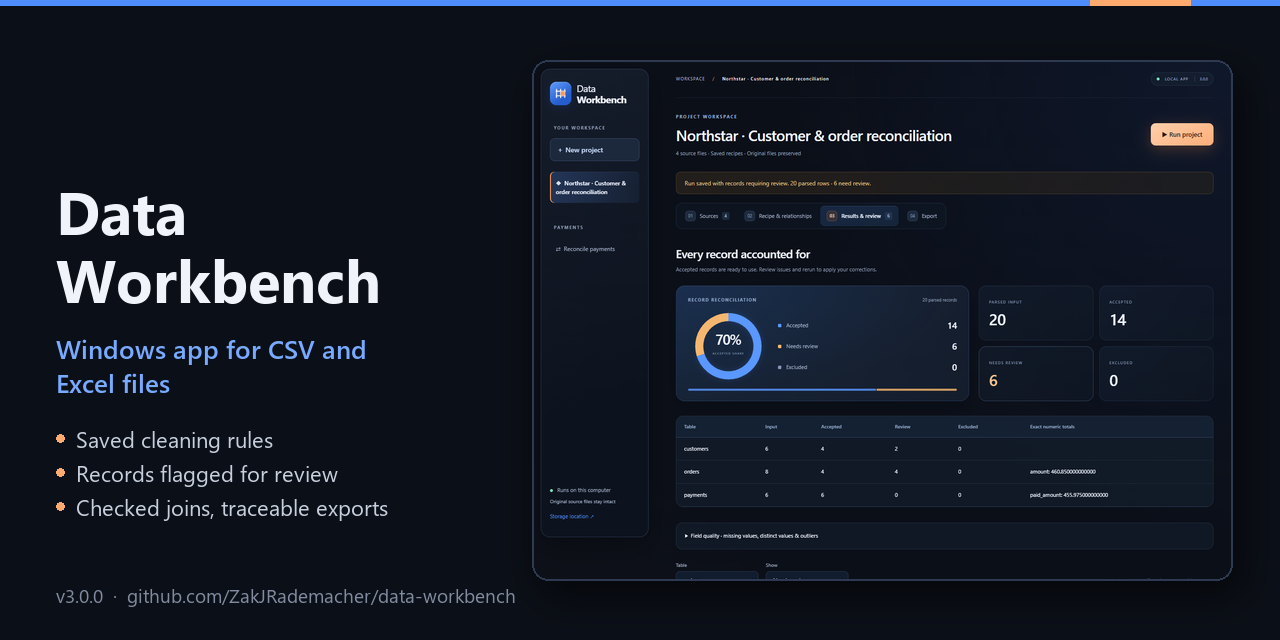 Data
Workbench
Windows app for CSV and
Excel files
Saved cleaning rules
Records flagged for review
Checked joins, traceable exports
v3.0.0 · github.com/ZakJRademacher/data-workbench
Data
Workbench
YOUR WORKSPACE
+ New project
Northstar · Customer &
order reconciliation
PAYMENTS
Reconcile payments
Runs on this computer
Original source files stay intact
Storage location ↗
WORKSPACE / Northstar · Customer & order reconciliation
LOCAL APP
PROJECT WORKSPACE
Northstar · Customer & order reconciliation
4 source files · Saved recipes · Original files preserved
▶ Run project
Run saved with records requiring review. 20 parsed rows · 6 need review.
01 Sources 4 02 Recipe & relationships 03 Results & review 6 04 Export
Every record accounted for
Accepted records are ready to use. Review issues and rerun to apply your corrections.
RECORD RECONCILIATION 20 parsed records
70%
ACCEPTED SHARE
Accepted 14
Needs review 6
Excluded 0
PARSED INPUT
20
ACCEPTED
14
NEEDS REVIEW
6
EXCLUDED
0
Table Input Accepted Review Excluded Exact numeric totals
customers 6 4 2 0
orders 8 4 4 0 amount: 460.850000000000
payments 6 6 0 0 paid_amount: 455.975000000000
▶ Field quality · missing values, distinct values & outliers
Table Show